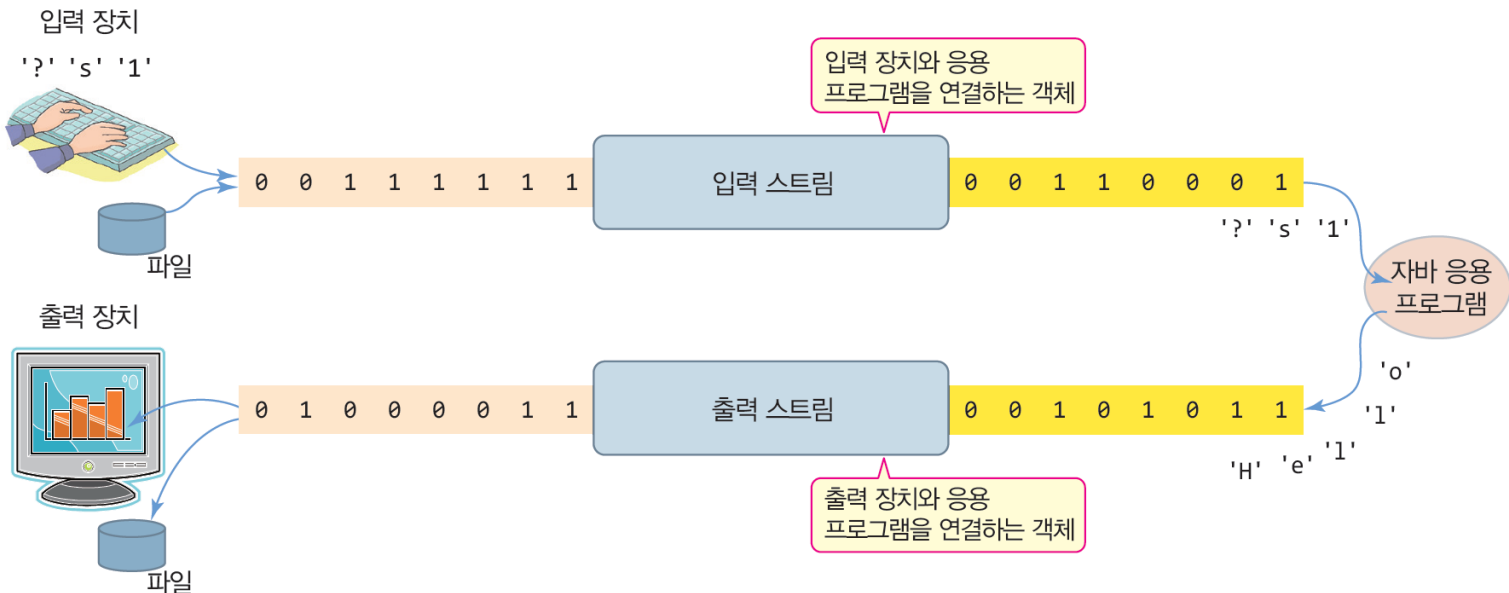 입력 장치
'?' 's' '1'
입력 장치와 응용
프로그램을 연결하는 객체
0 0 1 1 1 1 1 1
입력 스트림
0 0 1 1 0 0 0 1
'?' 's' '1'
파일
자바 응용
프로그램
출력 장치
0 1 0 0 0 0 1 1
출력 스트림
0 0 1 0 1 0 1 1
'o'
'l'
'l'
'e'
'H'
출력 장치와 응용
프로그램을 연결하는 객체
파일